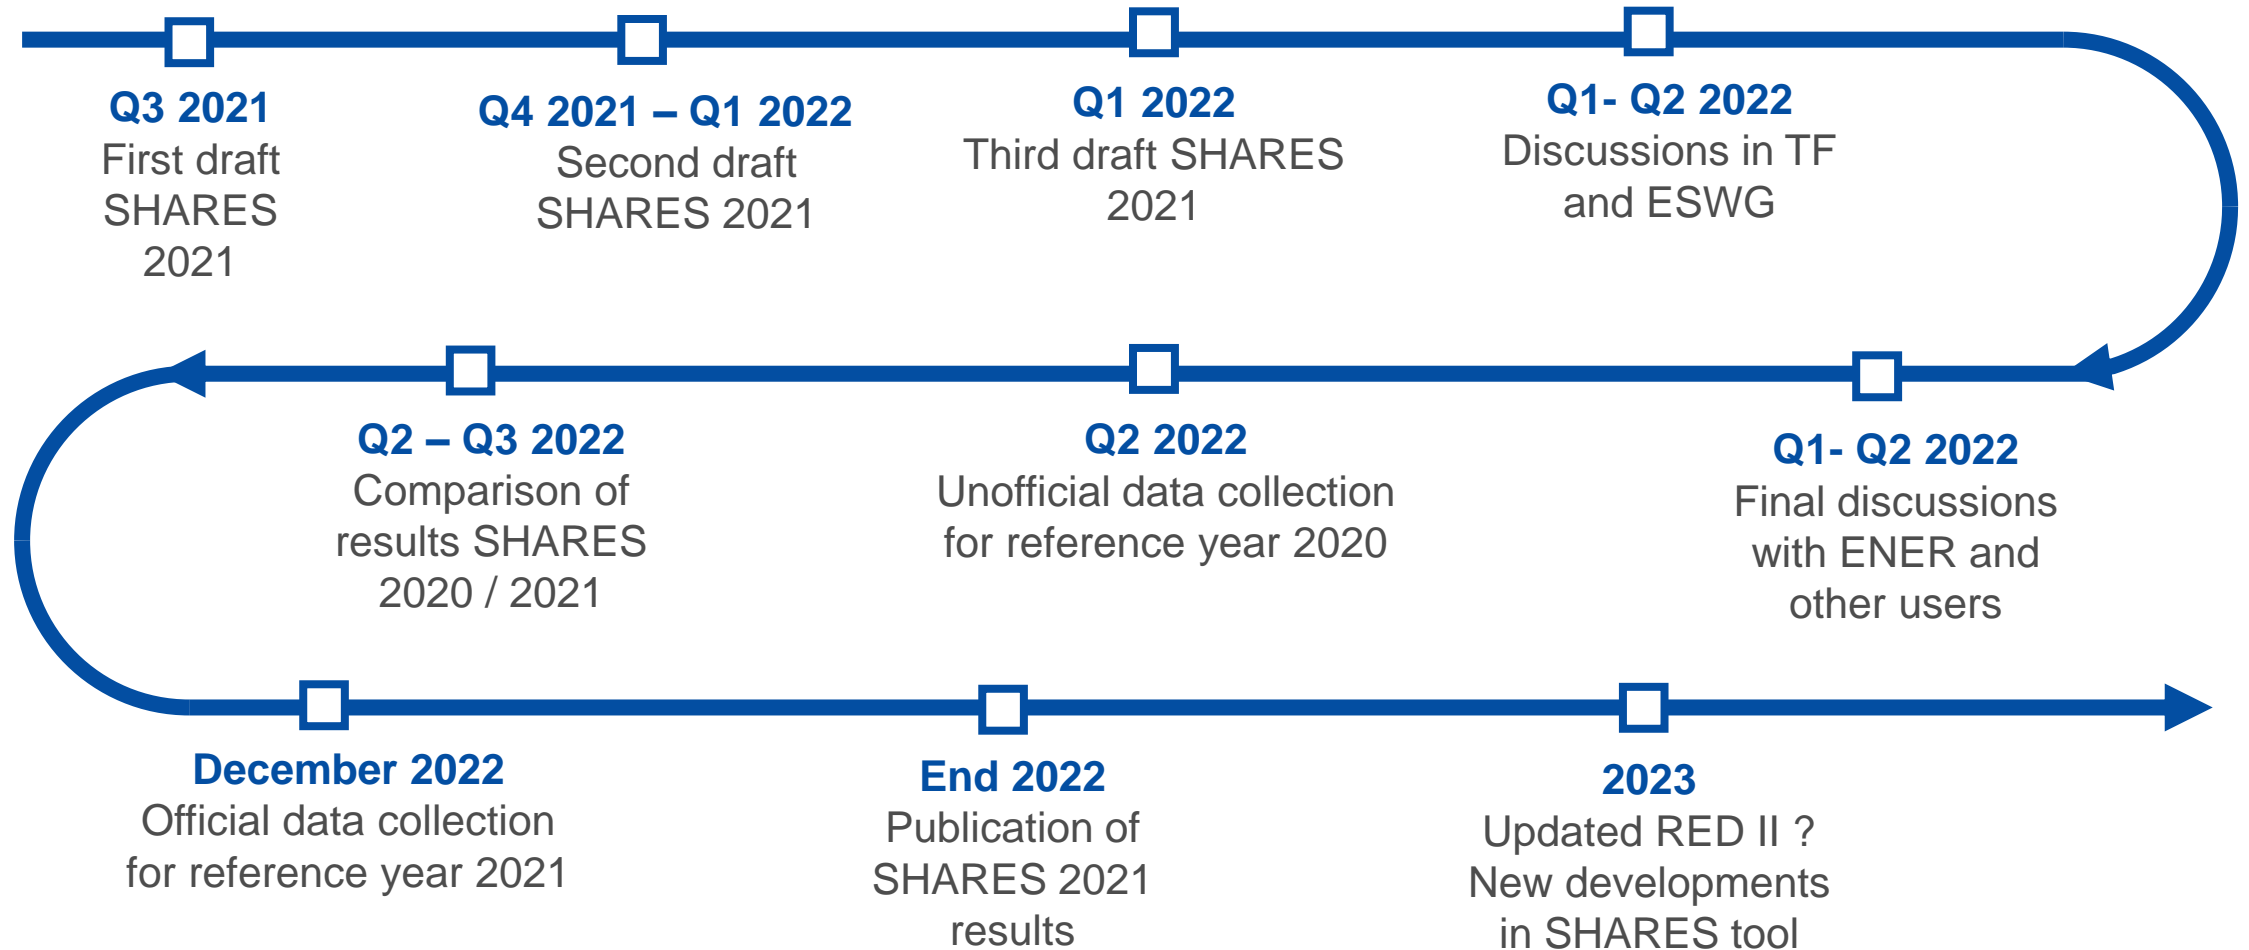 Q3 2021
First draft
SHARES
2021
Q4 2021 – Q1 2022
Second draft
SHARES 2021
Q1 2022
Third draft SHARES
2021
Q1- Q2 2022
Discussions in TF
and ESWG
Q1- Q2 2022
Final discussions
with ENER and
other users
Q2 2022
Unofficial data collection
for reference year 2020
Q2 – Q3 2022
Comparison of
results SHARES
2020 / 2021
December 2022
Official data collection
for reference year 2021
End 2022
Publication of
SHARES 2021
results
2023
Updated RED II ?
New developments
in SHARES tool